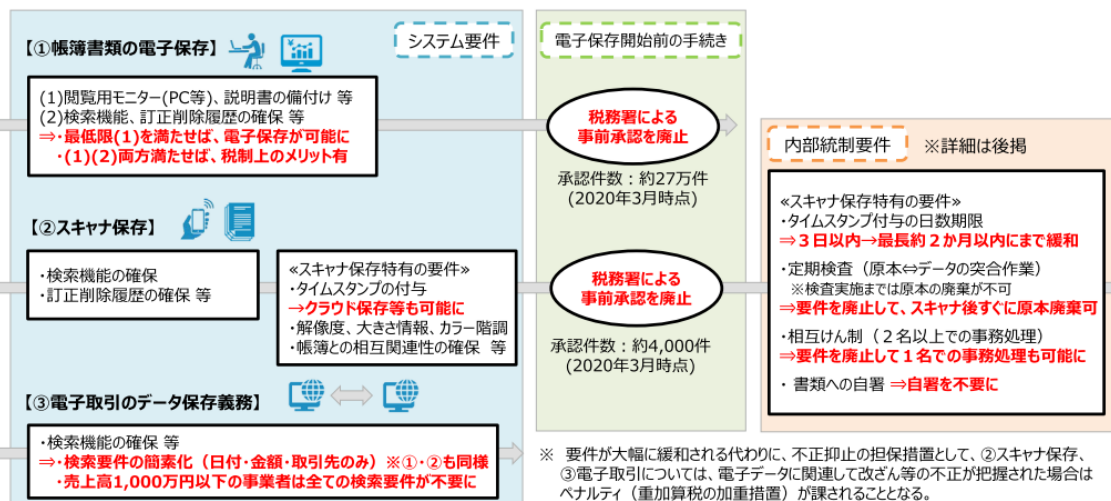 システム要件
電子保存開始前の手続き
【①帳簿書類の電子保存】
(1)閲覧用モニター(PC等)、説明書の備付け 等
(2)検索機能、訂正削除履歴の確保 等
⇒・最低限(1)を満たせば、電子保存が可能に
・(1)(2)両方満たせば、税制上のメリット有
税務署による
事前承認を廃止
承認件数：約27万件
(2020年3月時点)
内部統制要件 ※詳細は後掲
【②スキャナ保存】
・検索機能の確保
・訂正削除履歴の確保 等
≪スキャナ保存特有の要件≫
・タイムスタンプの付与
⇒クラウド保存等も可能に
・解像度、大きさ情報、カラー階調
・帳簿との相互関連性の確保 等
税務署による
事前承認を廃止
承認件数：約4,000件
(2020年3月時点)
≪スキャナ保存特有の要件≫
・タイムスタンプ付与の日数期限
⇒３日以内→最長約２か月以内にまで緩和
・定期検査（原本⇔データの突合作業）
※検査実施までは原本の廃棄が不可
⇒要件を廃止して、スキャナ後すぐに原本廃棄可
・相互けん制（２名以上での事務処理）
⇒要件を廃止して１名での事務処理も可能に
・ 書類への自署 ⇒自署を不要に
【③電子取引のデータ保存義務】
・検索機能の確保 等
⇒・検索要件の簡素化（日付・金額・取引先のみ）※①・②も同様
・売上高1,000万円以下の事業者は全ての検索要件が不要に
※ 要件が大幅に緩和される代わりに、不正抑止の担保措置として、②スキャナ保存、
③電子取引については、電子データに関連して改ざん等の不正が把握された場合は
ペナルティ（重加算税の加重措置）が課されることとなる。